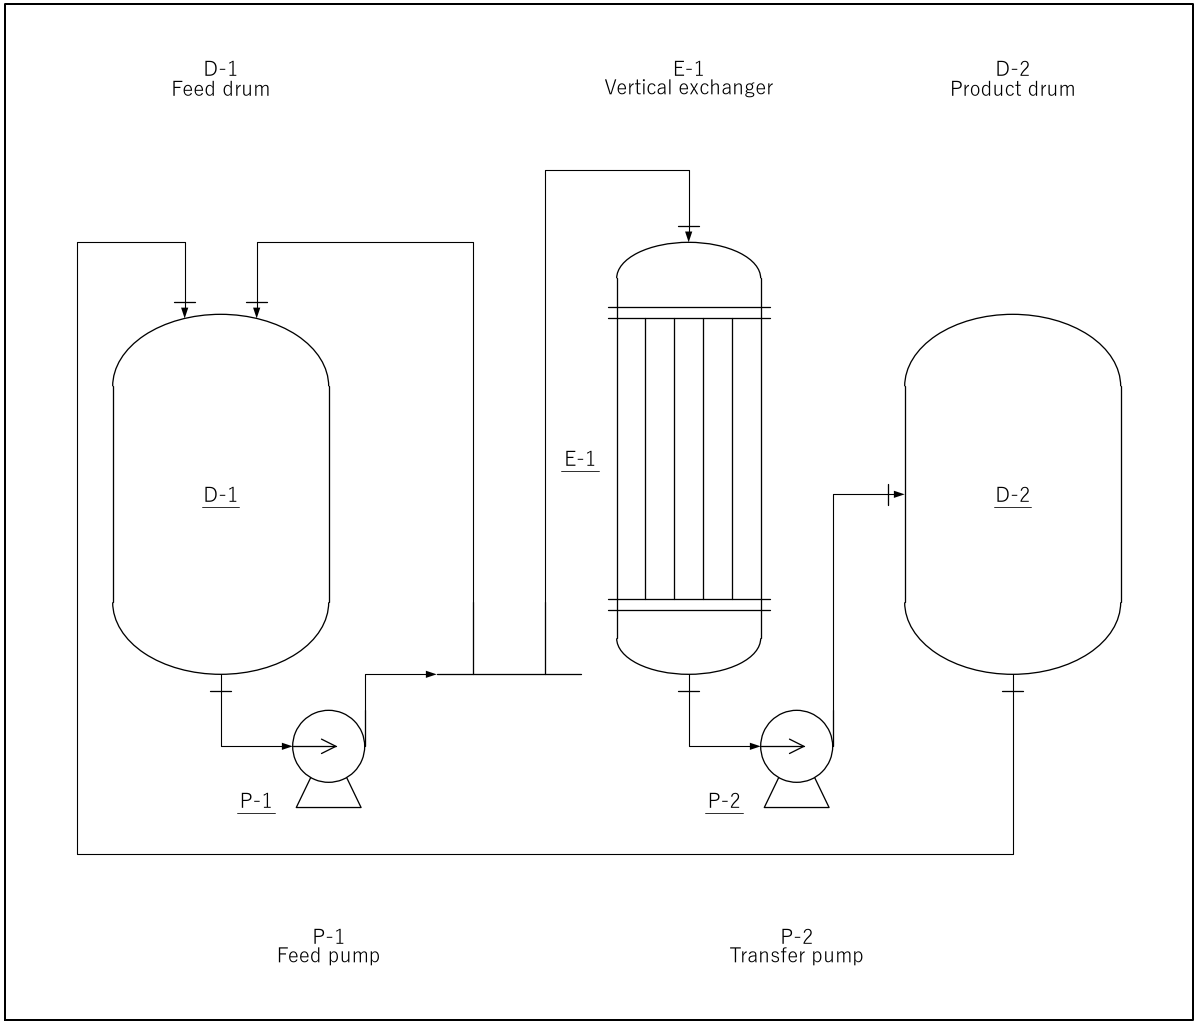 D-1
Feed drum
E-1
Vertical exchanger
D-2
Product drum
E-1
D-1
D-2
P-1
P-2
P-1
Feed pump
P-2
Transfer pump